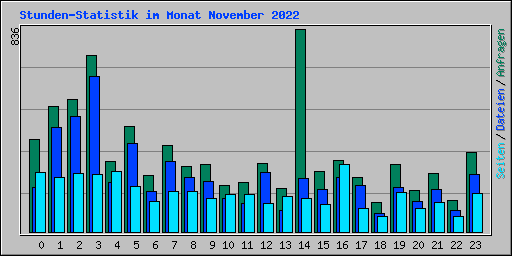 Stunden-Statistik im Monat November 2022
836
Seiten / Dateien / Anfragen
0 1 2 3 4 5 6 7 8 9 10 11 12 13 14 15 16 17 18 19 20 21 22 23